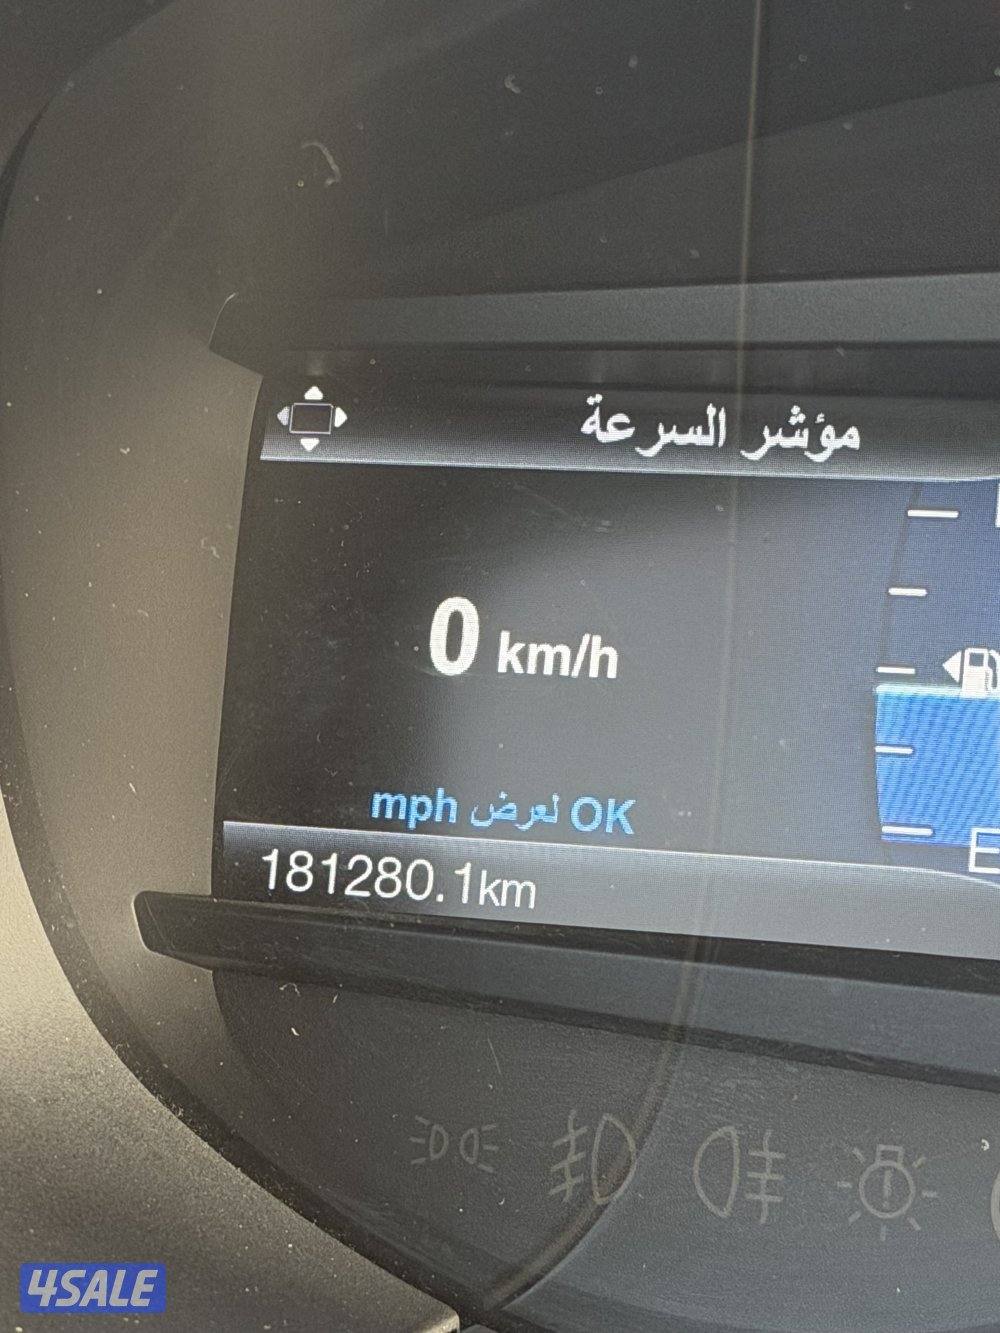 مؤشر السرعة
0 km/h
OK لعرض mph
181280.1km
E
4SALE